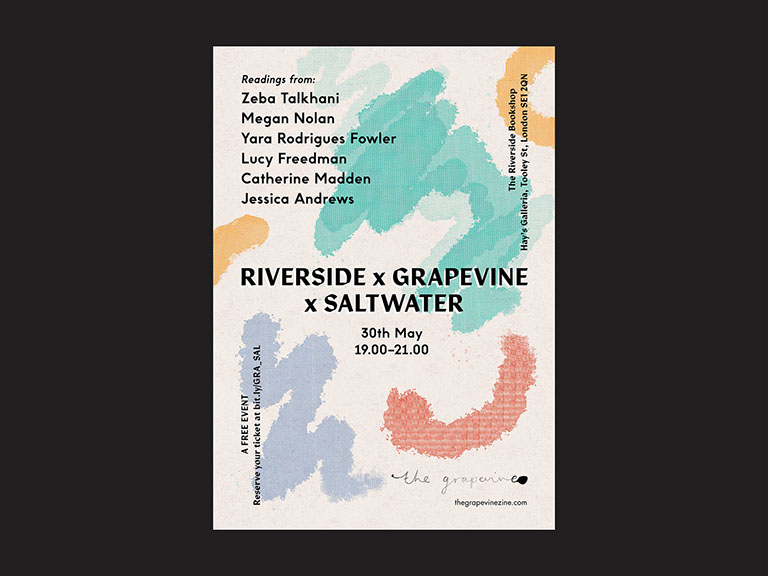 Readings from:
Zeba Talkhani
Megan Nolan
Yara Rodrigues Fowler
Lucy Freedman
Catherine Madden
Jessica Andrews
The Riverside Bookshop
Hay's Galleria, Tooley St, London SE1 2QN
RIVERSIDE x GRAPEVINE
x SALTWATER
30th May
19.00–21.00
A FREE EVENT
Reserve your ticket at bit.ly/GRA_SAL
the grapevine
thegrapevinezine.com